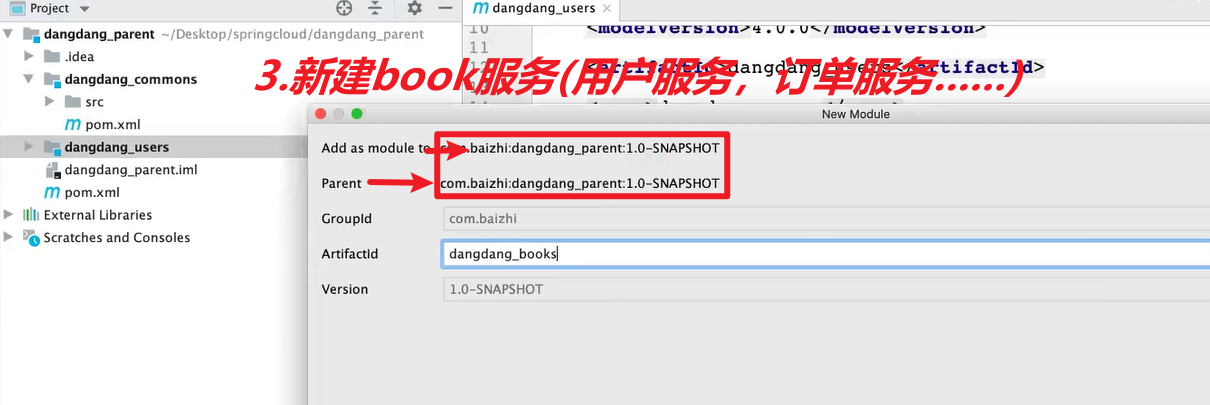 Project
dangdang_users
dangdang_parent ~/Desktop/springcloud/dangdang_parent
10 <modelVersion>4.0.0</modelVersion>
.idea
11
dangdang_commons
12 <artifactId>dangdang_users</artifactId>
3.新建book服务(用户服务，订单服务......)
src
pom.xml
New Module
dangdang_users
Add as module to com.baizhi:dangdang_parent:1.0-SNAPSHOT
dangdang_parent.iml
Parent com.baizhi:dangdang_parent:1.0-SNAPSHOT
pom.xml
External Libraries
GroupId com.baizhi
Scratches and Consoles
ArtifactId dangdang_books
Version 1.0-SNAPSHOT